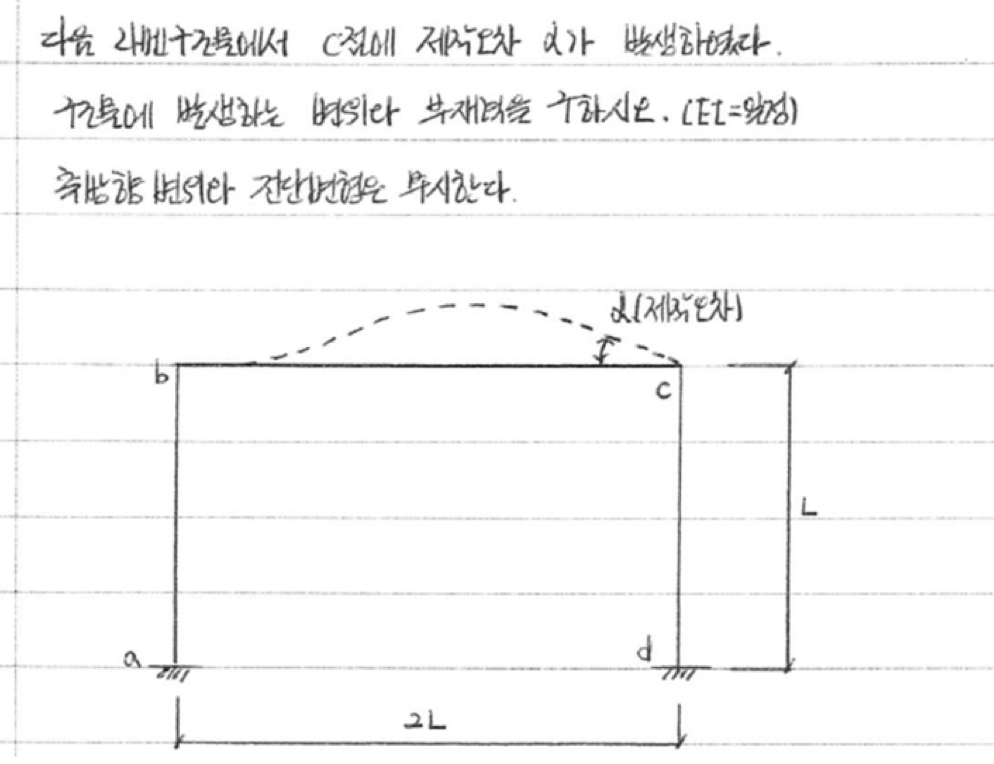 다음 라멘구조물에서 C점에 제작오차 α가 발생하였다.
구조물에 발생하는 변위와 부재력을 구하시오. (EI=일정)
축방향 변위와 전단변형은 무시한다.
α(제작오차)
b
c
L
a
d
2L